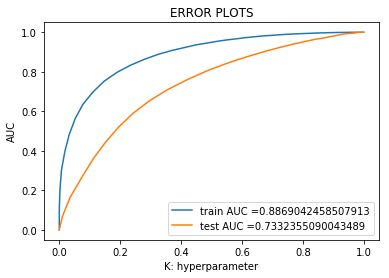 ERROR PLOTS
1.0
0.8
0.6
0.4
0.2
0.0
AUC
train AUC =0.8869042458507913
test AUC =0.7332355090043489
0.0 0.2 0.4 0.6 0.8 1.0
K: hyperparameter